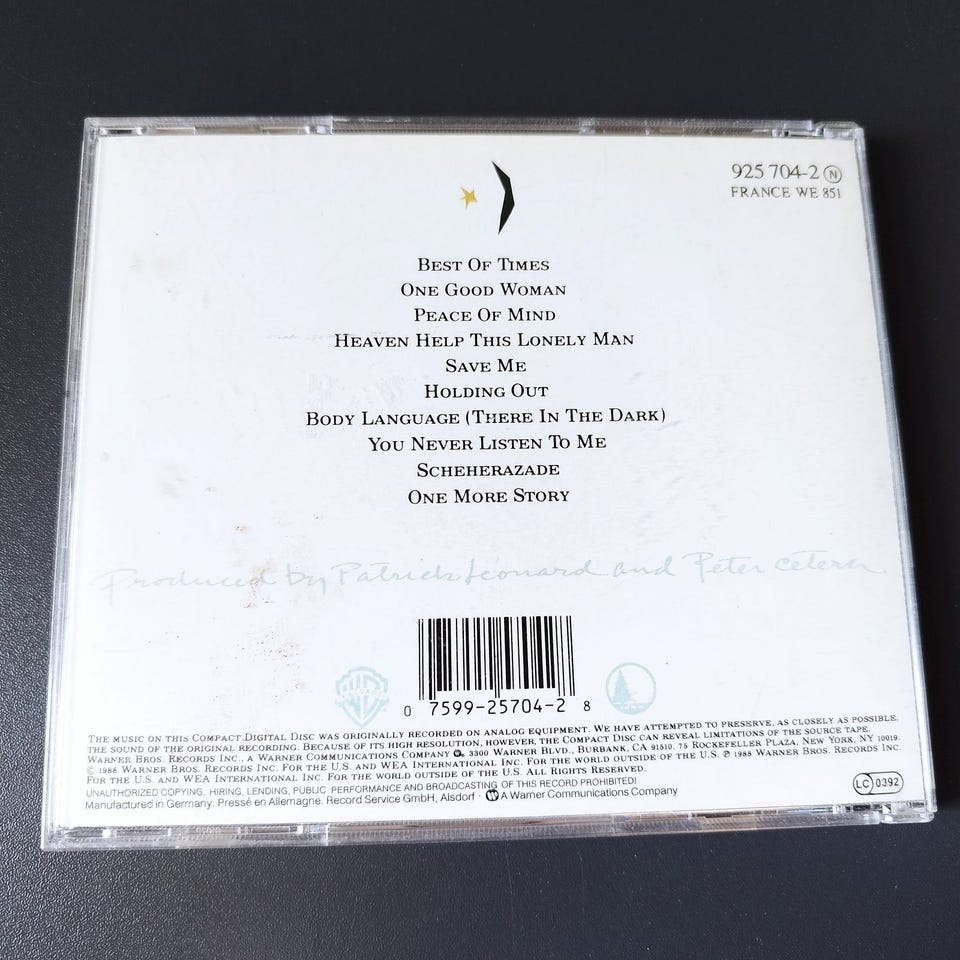 925 704-2 N
FRANCE WE 851
BEST OF TIMES
ONE GOOD WOMAN
PEACE OF MIND
HEAVEN HELP THIS LONELY MAN
SAVE ME
HOLDING OUT
BODY LANGUAGE (THERE IN THE DARK)
YOU NEVER LISTEN TO ME
SCHEHERAZADE
ONE MORE STORY
Produced by Patrick Leonard and Peter Cetera
0 7599-25704-2 8
THE MUSIC ON THIS COMPACT DIGITAL DISC WAS ORIGINALLY RECORDED ON ANALOG EQUIPMENT. WE HAVE ATTEMPTED TO PRESERVE, AS CLOSELY AS POSSIBLE,
THE SOUND OF THE ORIGINAL RECORDING. BECAUSE OF ITS HIGH RESOLUTION, HOWEVER, THE COMPACT DISC CAN REVEAL LIMITATIONS OF THE SOURCE TAPE.
WARNER BROS. RECORDS INC., A WARNER COMMUNICATIONS COMPANY 3300 WARNER BLVD., BURBANK, CA 91510. 75 ROCKEFELLER PLAZA, NEW YORK, NY 10019.
© 1988 WARNER BROS. RECORDS INC. FOR THE U.S. AND WEA INTERNATIONAL INC. FOR THE WORLD OUTSIDE OF THE U.S. ℗ 1988 WARNER BROS. RECORDS INC.
FOR THE U.S. AND WEA INTERNATIONAL INC. FOR THE WORLD OUTSIDE OF THE U.S. ALL RIGHTS RESERVED.
UNAUTHORIZED COPYING, HIRING, LENDING, PUBLIC PERFORMANCE AND BROADCASTING OF THIS RECORD PROHIBITED!
Manufactured in Germany. Pressé en Allemagne. Record Service GmbH, Alsdorf · A Warner Communications Company
LC 0392